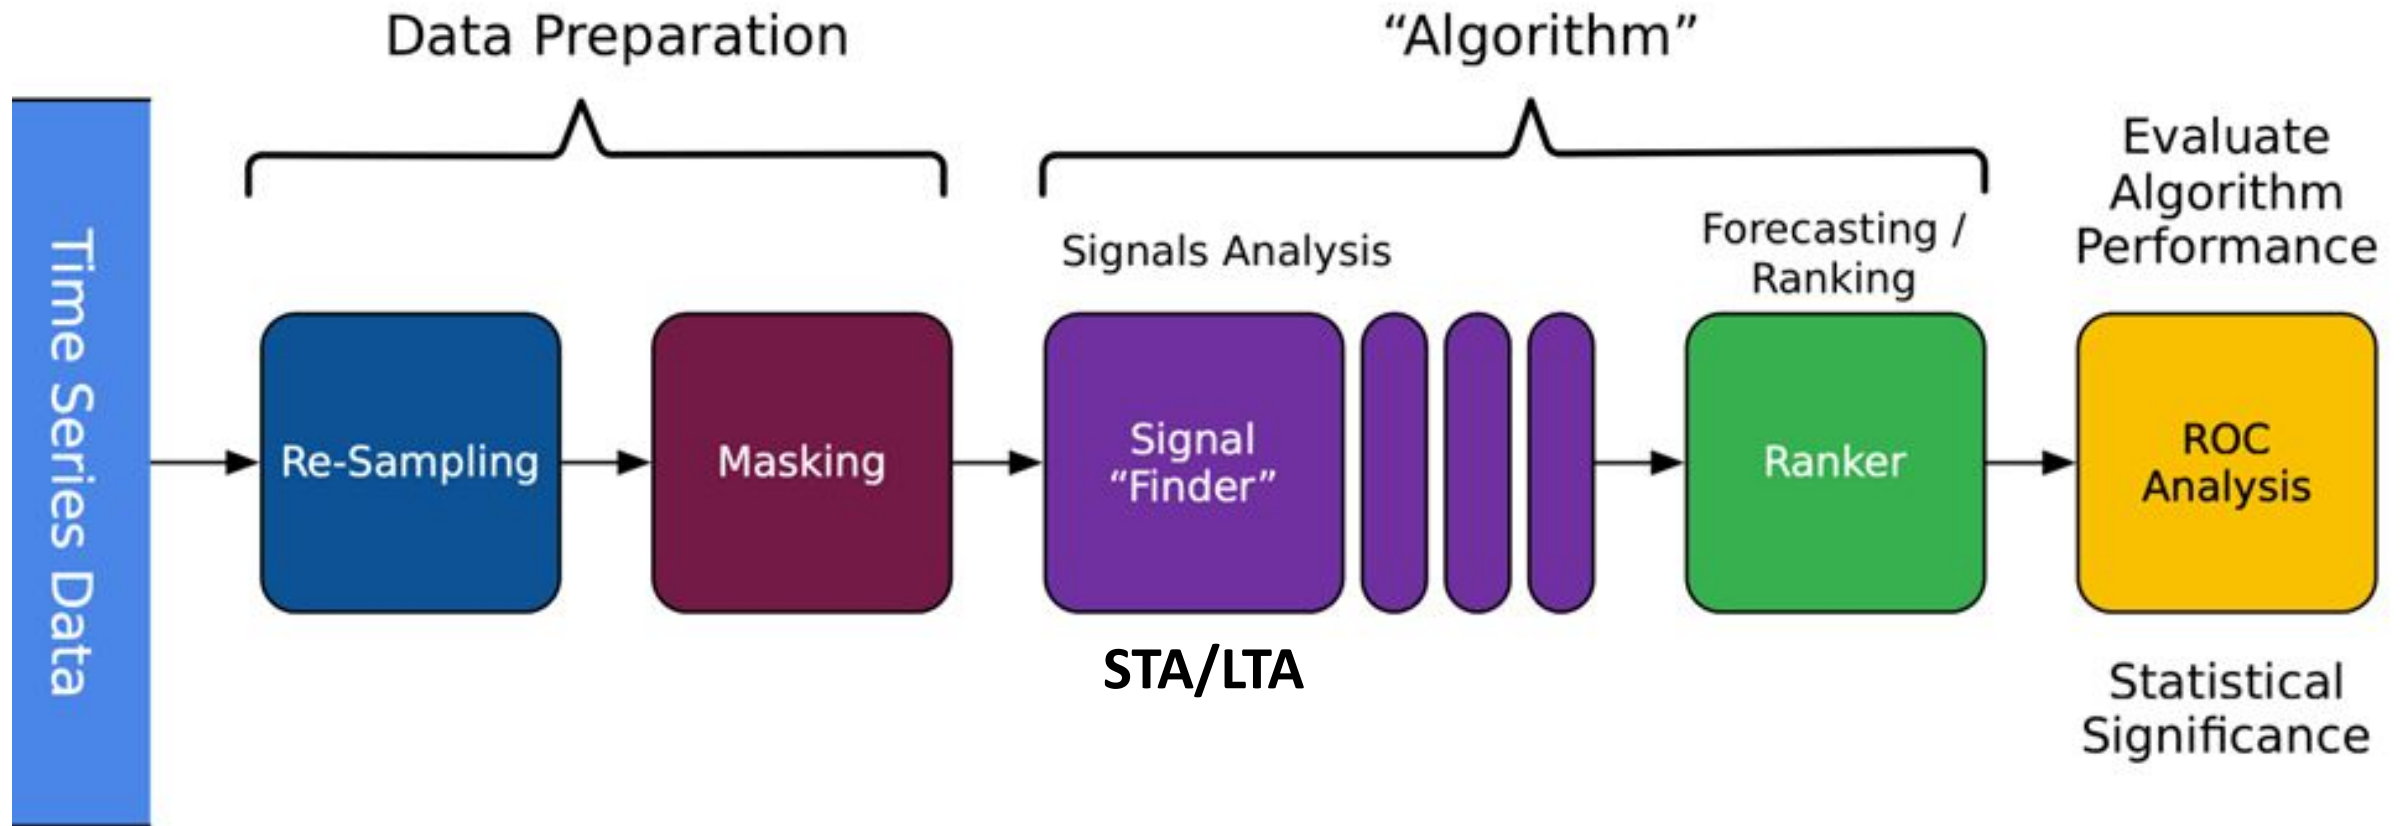 Data Preparation
“Algorithm”
Time Series Data
Signals Analysis
Forecasting /
Ranking
Evaluate
Algorithm
Performance
Re-Sampling
Masking
Signal
“Finder”
Ranker
ROC
Analysis
STA/LTA
Statistical
Significance